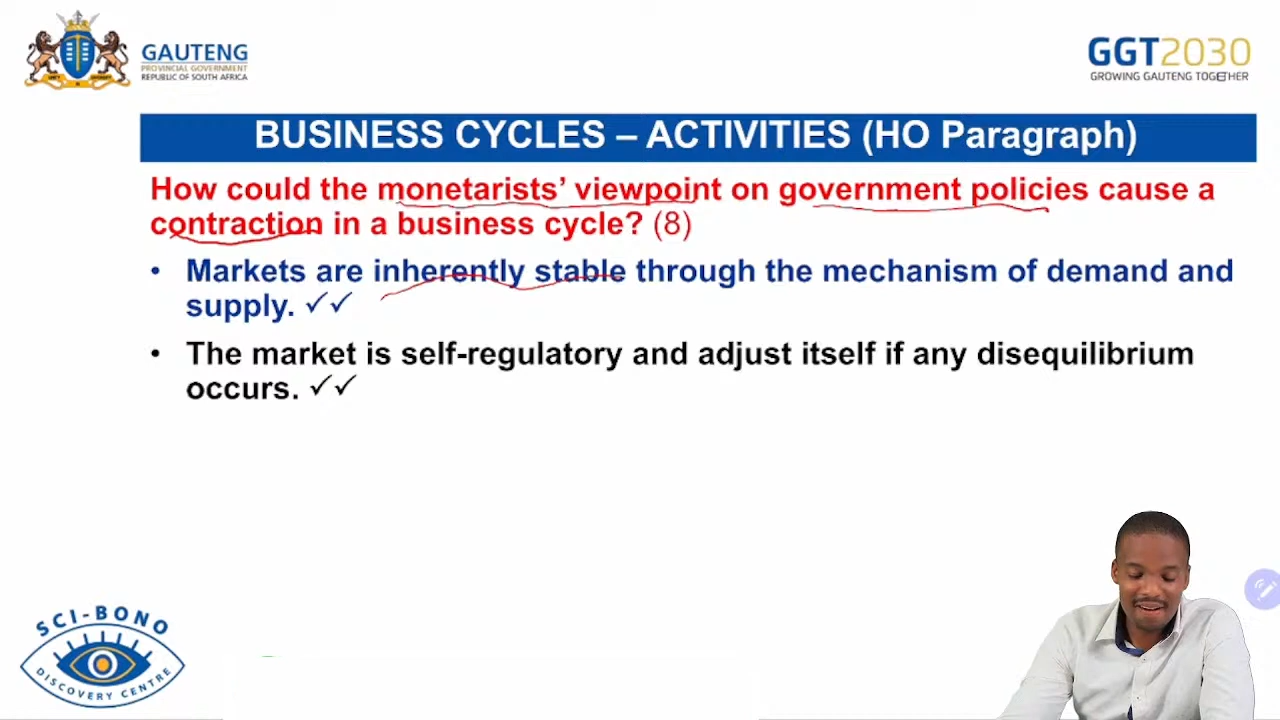 GAUTENG
PROVINCIAL GOVERNMENT
REPUBLIC OF SOUTH AFRICA
GGT2030
GROWING GAUTENG TOGETHER
BUSINESS CYCLES – ACTIVITIES (HO Paragraph)
How could the monetarists’ viewpoint on government policies cause a
contraction in a business cycle? (8)
• Markets are inherently stable through the mechanism of demand and
supply. ✓✓
• The market is self-regulatory and adjust itself if any disequilibrium
occurs. ✓✓
SCI-BONO
DISCOVERY CENTRE